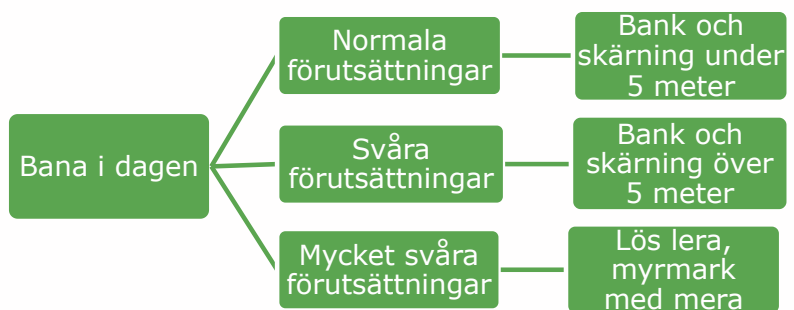 Bana i dagen
Normala
förutsättningar
Bank och
skärning under
5 meter
Svåra
förutsättningar
Bank och
skärning över
5 meter
Mycket svåra
förutsättningar
Lös lera,
myrmark
med mera